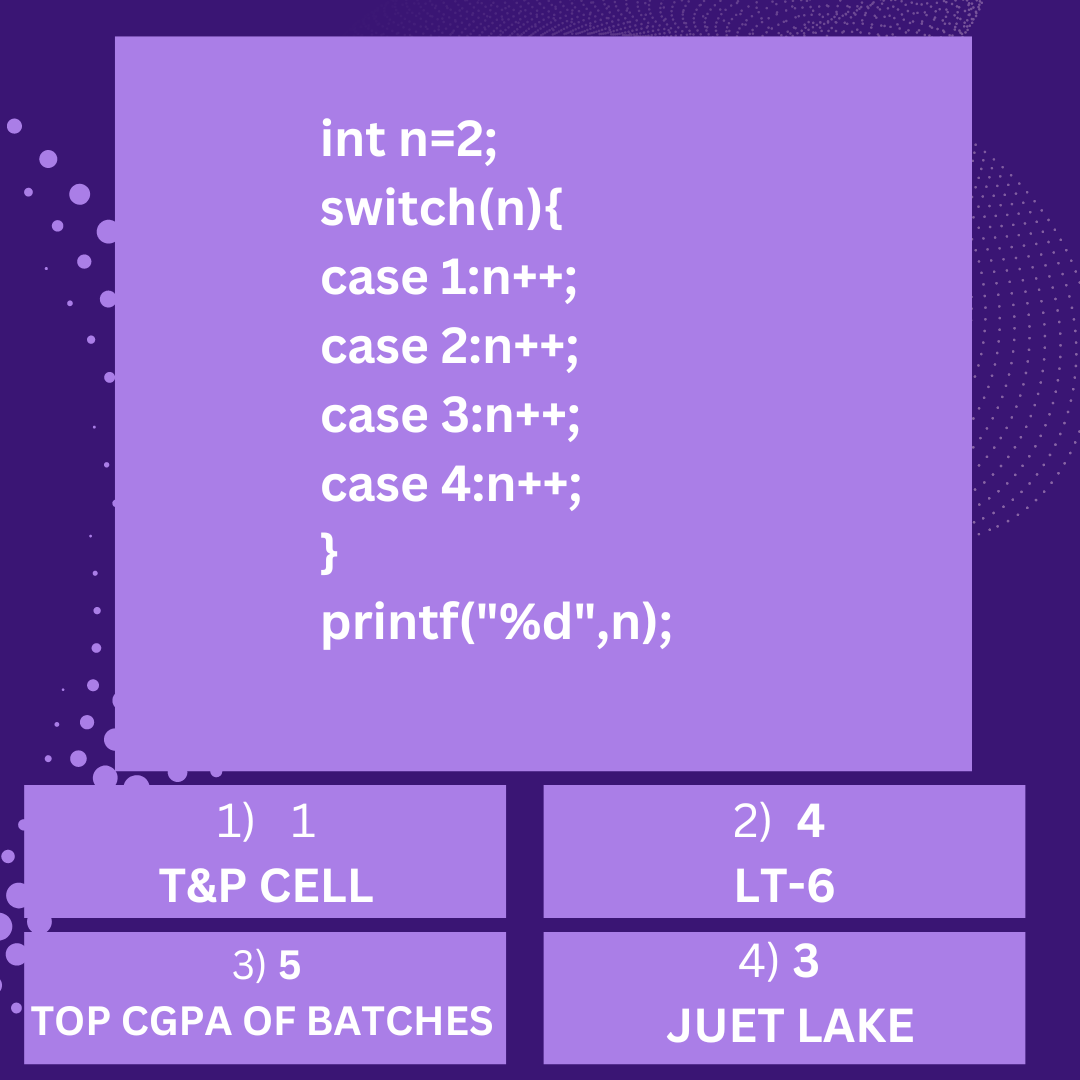 int n=2;
switch(n){
case 1:n++;
case 2:n++;
case 3:n++;
case 4:n++;
}
printf("%d",n);
1) 1
T&P CELL
2) 4
LT-6
3) 5
TOP CGPA OF BATCHES
4) 3
JUET LAKE